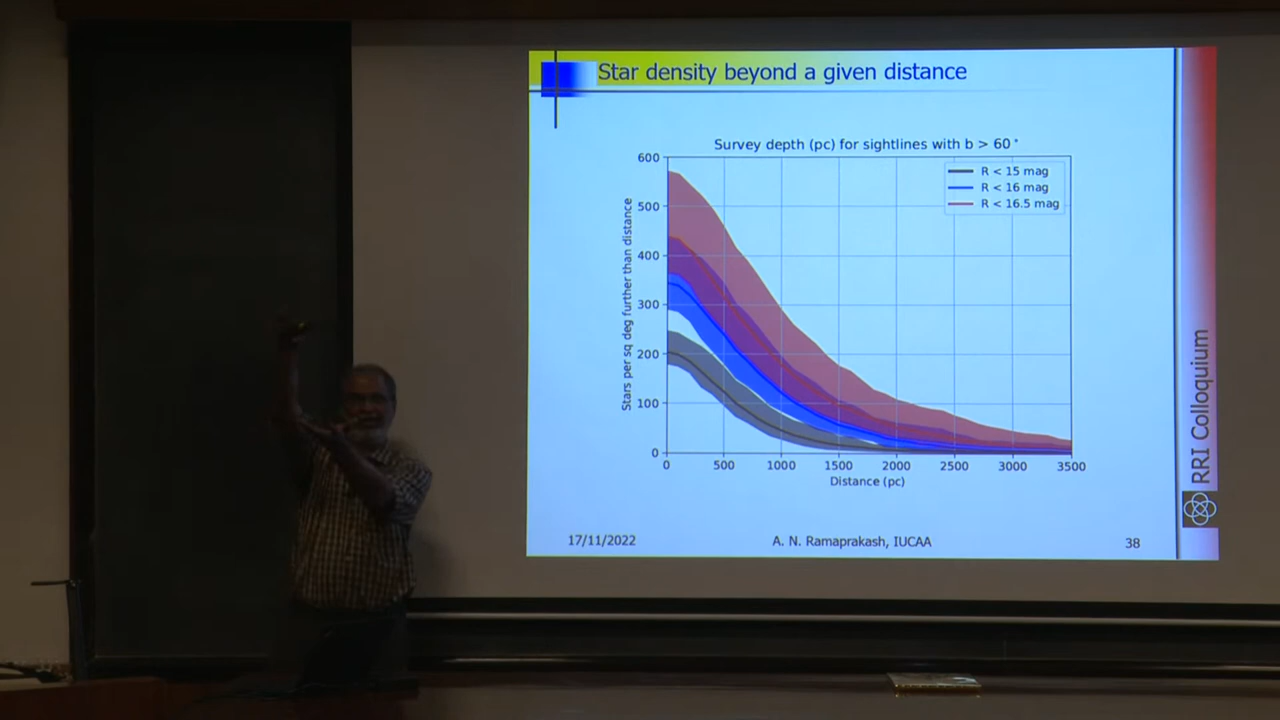 Star density beyond a given distance
Survey depth (pc) for sightlines with b > 60°
R < 15 mag
R < 16 mag
R < 16.5 mag
Stars per sq deg further than distance
600
500
400
300
200
100
0
0 500 1000 1500 2000 2500 3000 3500
Distance (pc)
17/11/2022 A. N. Ramaprakash, IUCAA 38
RRI Colloquium